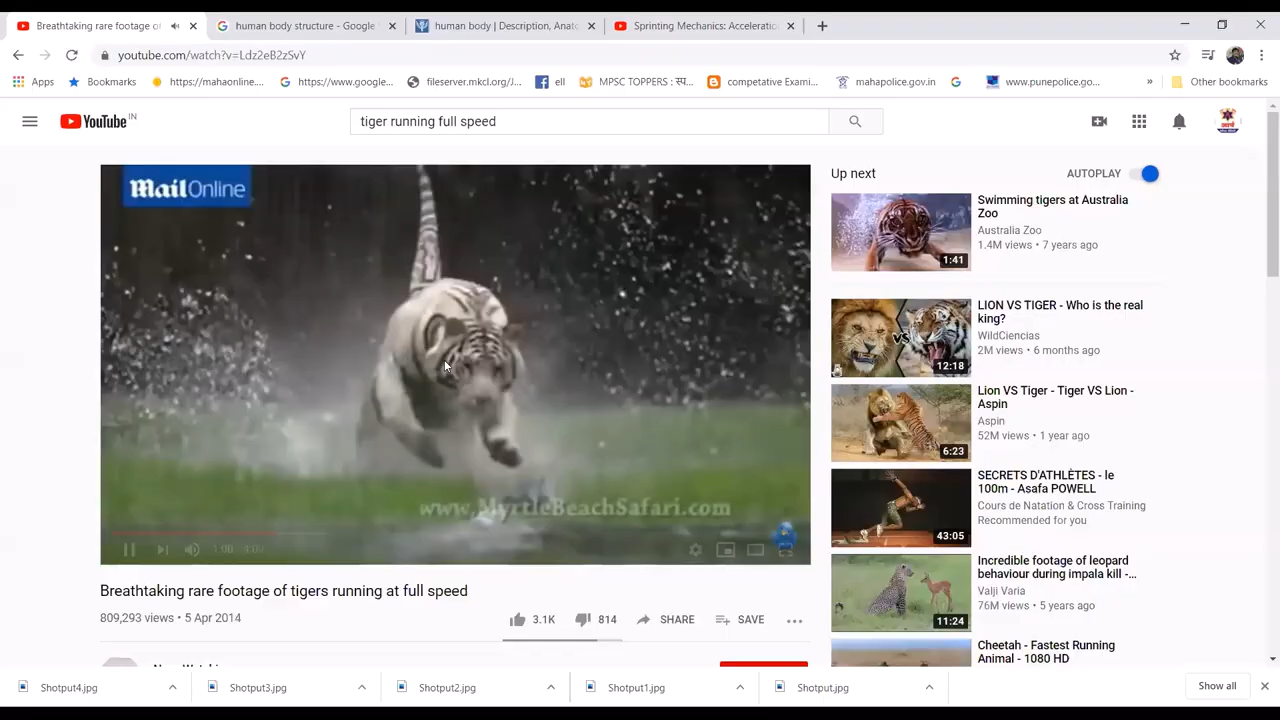 Breathtaking rare footage of
human body structure - Google
human body | Description, Anato
Sprinting Mechanics: Acceleratio
youtube.com/watch?v=Ldz2eB2zSvY
Apps
Bookmarks
https://mahaonline....
https://www.google...
fileserver.mkcl.org/J...
ell
MPSC TOPPERS : स्प...
competative Exami...
mahapolice.gov.in
www.punepolice.go...
»
Other bookmarks
YouTube IN
tiger running full speed
Mail Online
www.MyrtleBeachSafari.com
Breathtaking rare footage of tigers running at full speed
809,293 views • 5 Apr 2014
3.1K
814
SHARE
SAVE
Up next
AUTOPLAY
Swimming tigers at Australia
Zoo
Australia Zoo
1.4M views • 7 years ago
1:41
LION VS TIGER - Who is the real
king?
WildCiencias
2M views • 6 months ago
VS
12:18
Lion VS Tiger - Tiger VS Lion -
Aspin
Aspin
52M views • 1 year ago
6:23
SECRETS D'ATHLÈTES - le
100m - Asafa POWELL
Cours de Natation & Cross Training
Recommended for you
43:05
Incredible footage of leopard
behaviour during impala kill -...
Valji Varia
76M views • 5 years ago
11:24
Cheetah - Fastest Running
Animal - 1080 HD
Shotput4.jpg
Shotput3.jpg
Shotput2.jpg
Shotput1.jpg
Shotput.jpg
Show all